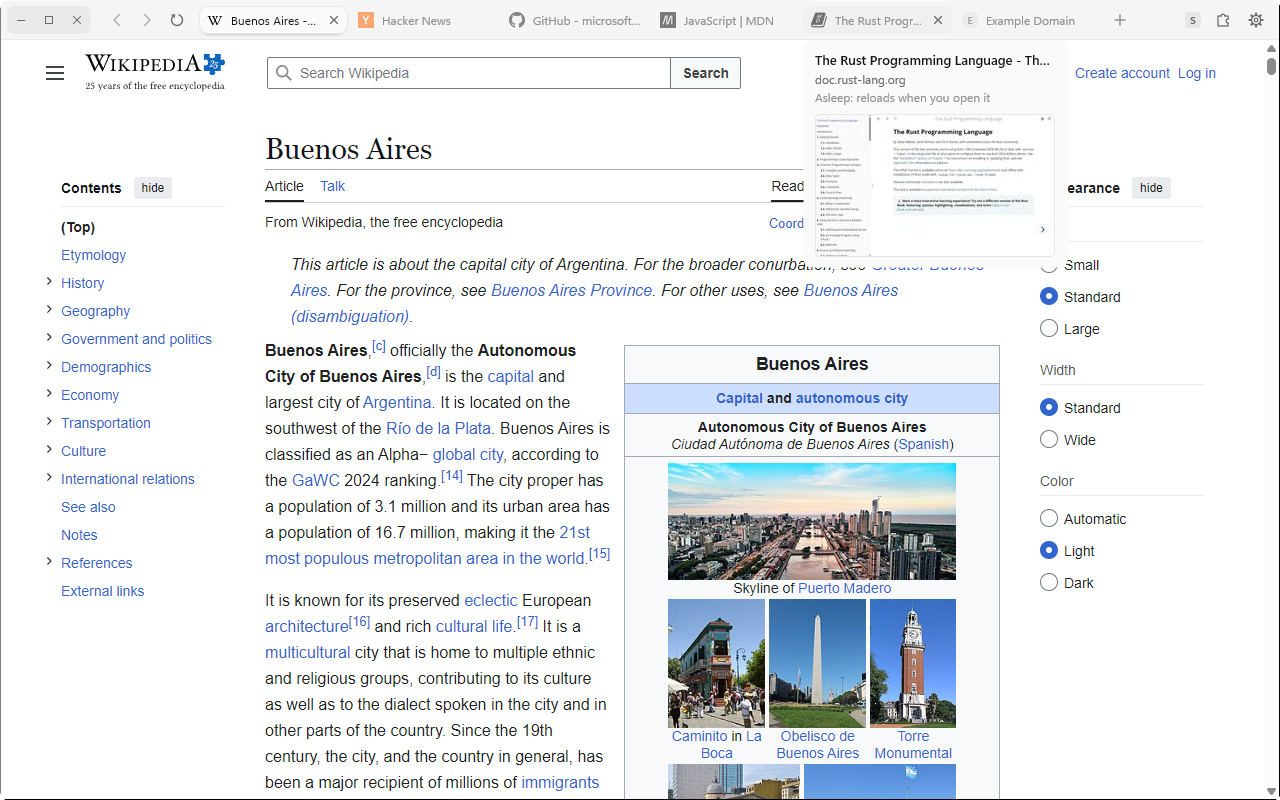 Buenos Aires -...
Hacker News
GitHub - microsoft...
JavaScript | MDN
The Rust Progr...
E Example Domain
S
WIKIPEDIA 25
25 years of the free encyclopedia
Search Wikipedia
Search
Create account Log in
The Rust Programming Language - Th...
doc.rust-lang.org
Asleep: reloads when you open it
The Rust Programming Language
Buenos Aires
Contents hide
(Top)
Etymology
History
Geography
Government and politics
Demographics
Economy
Transportation
Culture
International relations
See also
Notes
References
External links
Article Talk
Read
From Wikipedia, the free encyclopedia
Coord
This article is about the capital city of Argentina. For the broader conurbation, see Greater Buenos
Aires. For the province, see Buenos Aires Province. For other uses, see Buenos Aires
(disambiguation).
Buenos Aires,[c] officially the Autonomous
City of Buenos Aires,[d] is the capital and
largest city of Argentina. It is located on the
southwest of the Río de la Plata. Buenos Aires is
classified as an Alpha− global city, according to
the GaWC 2024 ranking.[14] The city proper has
a population of 3.1 million and its urban area has
a population of 16.7 million, making it the 21st
most populous metropolitan area in the world.[15]
It is known for its preserved eclectic European
architecture[16] and rich cultural life.[17] It is a
multicultural city that is home to multiple ethnic
and religious groups, contributing to its culture
as well as to the dialect spoken in the city and in
other parts of the country. Since the 19th
century, the city, and the country in general, has
been a major recipient of millions of immigrants
Buenos Aires
Capital and autonomous city
Autonomous City of Buenos Aires
Ciudad Autónoma de Buenos Aires (Spanish)
Skyline of Puerto Madero
Caminito in La
Boca
Obelisco de
Buenos Aires
Torre
Monumental
earance hide
Small
Standard
Large
Width
Standard
Wide
Color
Automatic
Light
Dark